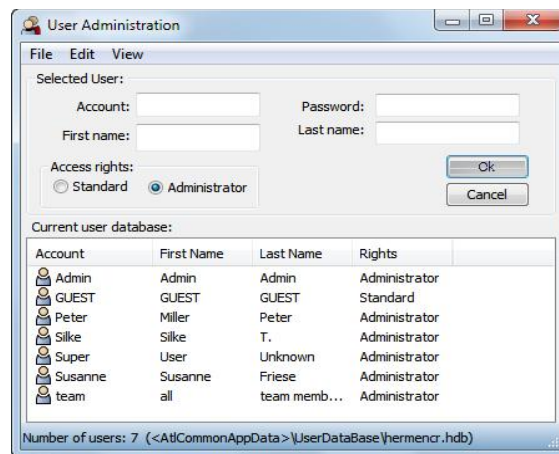 User Administration
File Edit View
Selected User:
Account: Password:
First name: Last name:
Access rights:
Standard Administrator
Ok
Cancel
Current user database:
Account First Name Last Name Rights
Admin Admin Admin Administrator
GUEST GUEST GUEST Standard
Peter Miller Peter Administrator
Silke Silke T. Administrator
Super User Unknown Administrator
Susanne Susanne Friese Administrator
team all team memb... Administrator
Number of users: 7 (<AtlCommonAppData>\UserDataBase\hermencr.hdb)